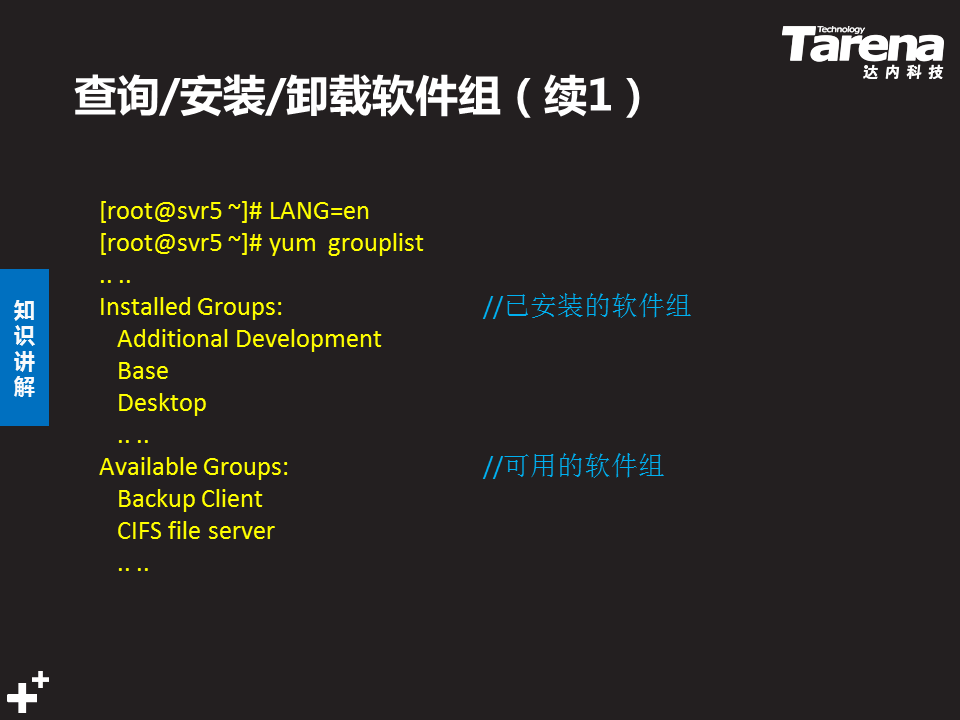 Technology
Tarena
达内科技
查询/安装/卸载软件组（续1）
[root@svr5 ~]# LANG=en
[root@svr5 ~]# yum  grouplist
.. ..
Installed Groups: //已安装的软件组
Additional Development
Base
Desktop
.. ..
Available Groups: //可用的软件组
Backup Client
CIFS file server
.. ..
知识讲解